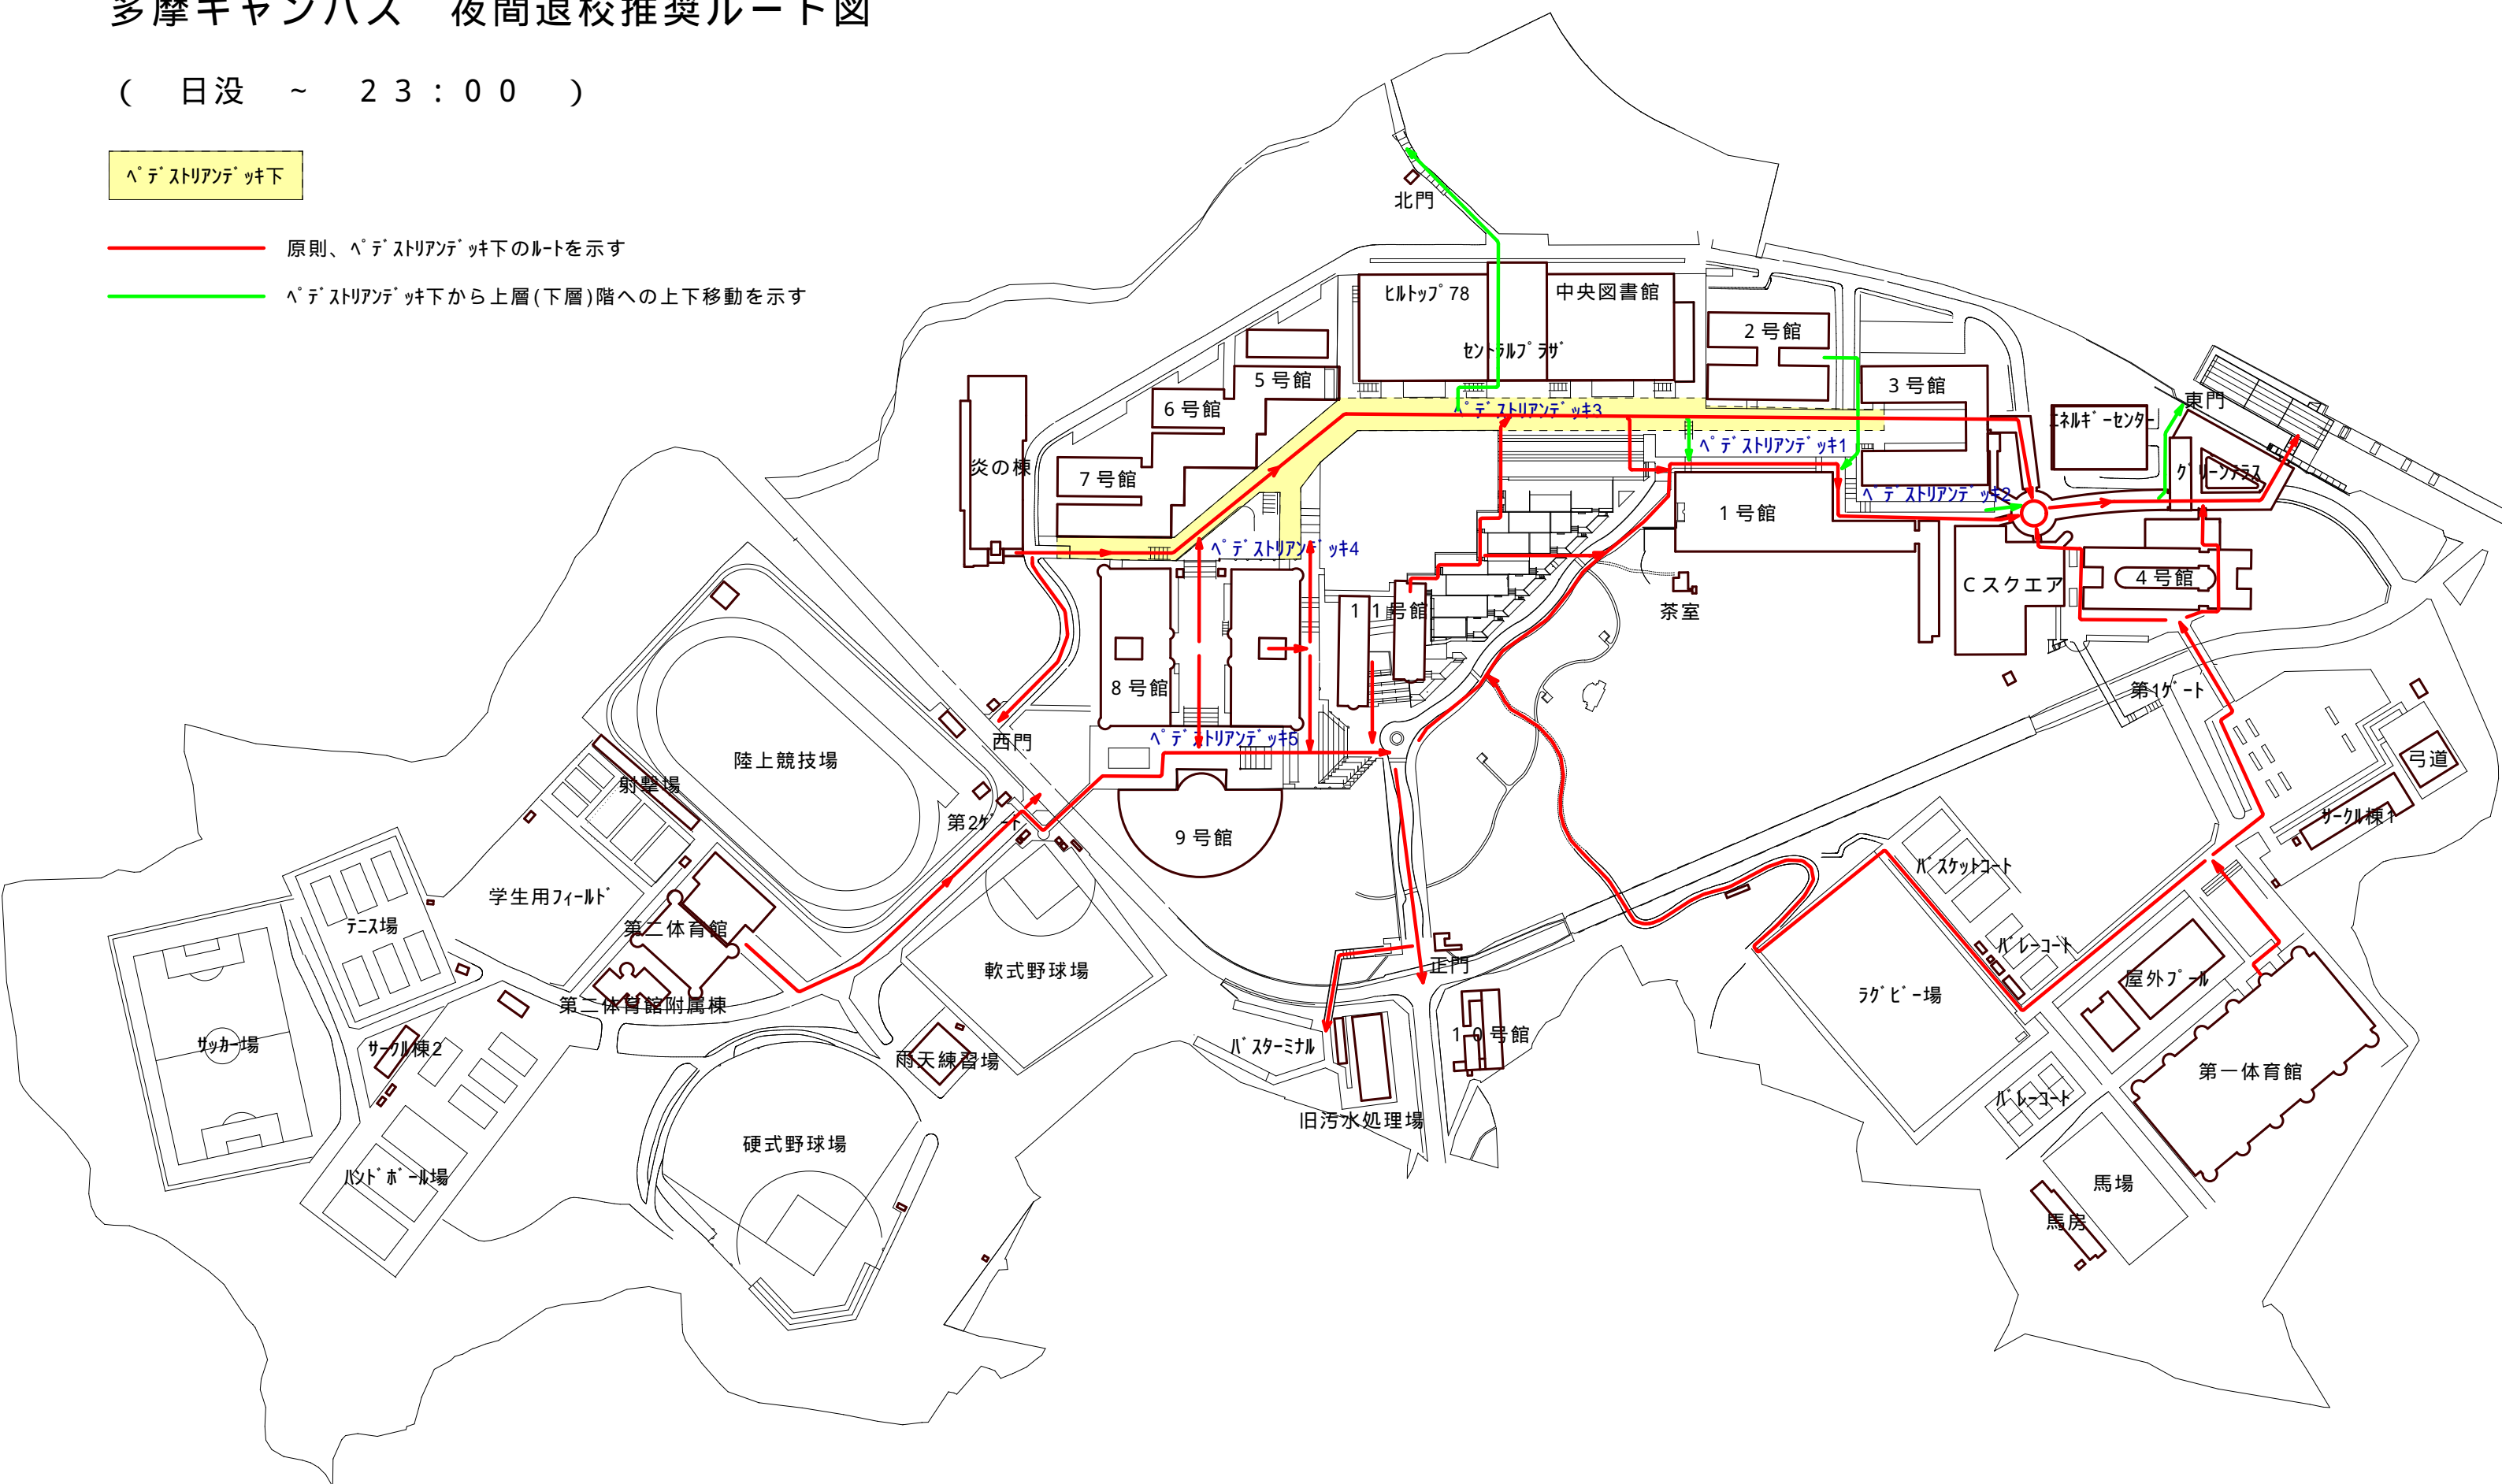 多摩キャンパス　夜間退校推奨ルート図
（　日没　~　２３：００　）
ﾍﾟﾃﾞｽﾄﾘｱﾝﾃﾞｯｷ下
原則、ﾍﾟﾃﾞｽﾄﾘｱﾝﾃﾞｯｷ下のﾙｰﾄを示す
ﾍﾟﾃﾞｽﾄﾘｱﾝﾃﾞｯｷ下から上層(下層)階への上下移動を示す
北門
ﾋﾙﾄｯﾌﾟ78
中央図書館
2号館
ｾﾝﾄﾗﾙﾌﾟﾗｻﾞ
5号館
3号館
6号館
ﾍﾟﾃﾞｽﾄﾘｱﾝﾃﾞｯｷ3
東門
ｴﾈﾙｷﾞｰｾﾝﾀｰ
ﾍﾟﾃﾞｽﾄﾘｱﾝﾃﾞｯｷ1
炎の棟
7号館
ｸﾞﾘｰﾝﾃﾗｽ
ﾍﾟﾃﾞｽﾄﾘｱﾝﾃﾞｯｷ2
1号館
ﾍﾟﾃﾞｽﾄﾘｱﾝﾃﾞｯｷ4
Cスクエア
4号館
11号館
茶室
8号館
第1ｹﾞｰﾄ
西門
ﾍﾟﾃﾞｽﾄﾘｱﾝﾃﾞｯｷ5
陸上競技場
弓道
射撃場
第2ｹﾞｰﾄ
9号館
ｻｰｸﾙ棟1
ﾊﾞｽｹｯﾄｺｰﾄ
学生用ﾌｨｰﾙﾄﾞ
ﾃﾆｽ場
第二体育館
ﾊﾞﾚｰｺｰﾄ
軟式野球場
正門
屋外ﾌﾟｰﾙ
ﾗｸﾞﾋﾞｰ場
第二体育館附属棟
10号館
ｻｯｶｰ場
ｻｰｸﾙ棟2
雨天練習場
ﾊﾞｽﾀｰﾐﾅﾙ
第一体育館
ﾊﾞﾚｰｺｰﾄ
旧汚水処理場
硬式野球場
ﾊﾝﾄﾞﾎﾞｰﾙ場
馬場
馬房